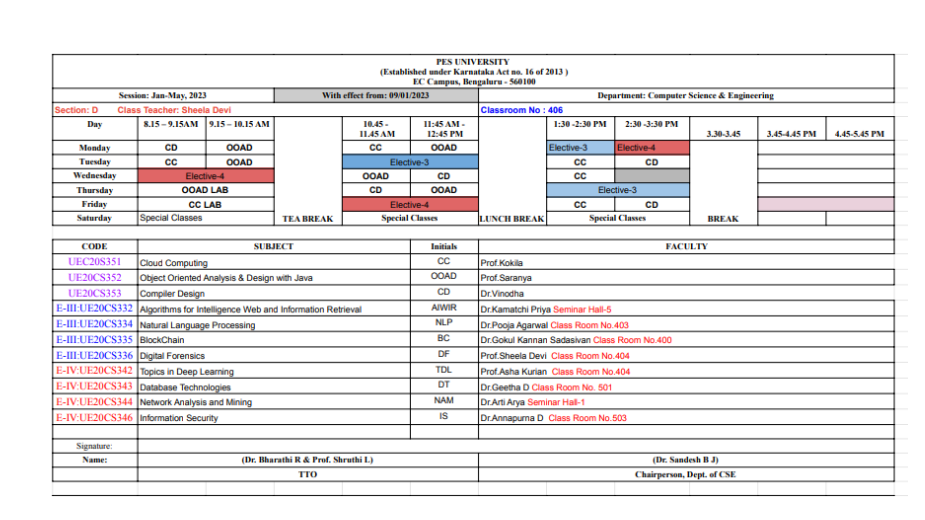 PES UNIVERSITY
(Established under Karnataka Act no. 16 of 2013 )
EC Campus, Bengaluru - 560100
Session: Jan-May, 2023 With effect from: 09/01/2023 Department: Computer Science & Engineering
Section: D Class Teacher: Sheela Devi Classroom No : 406
Day 8.15 – 9.15AM 9.15 – 10.15 AM 10.45 - 11.45 AM 11:45 AM - 12:45 PM 1:30 -2:30 PM 2:30 -3:30 PM 3.30-3.45 3.45-4.45 PM 4.45-5.45 PM
Monday CD OOAD CC OOAD Elective-3 Elective-4
Tuesday CC OOAD Elective-3 CC CD
Wednesday Elective-4 OOAD CD CC
Thursday OOAD LAB CD OOAD Elective-3
Friday CC LAB Elective-4 CC CD
Saturday Special Classes TEA BREAK Special Classes LUNCH BREAK Special Classes BREAK
CODE SUBJECT Initials FACULTY
UEC20S351 Cloud Computing CC Prof.Kokila
UE20CS352 Object Oriented Analysis & Design with Java OOAD Prof.Saranya
UE20CS353 Compiler Design CD Dr.Vinodha
E-III:UE20CS332 Algorithms for Intelligence Web and Information Retrieval AIWIR Dr.Kamatchi Priya Seminar Hall-5
E-III:UE20CS334 Natural Language Processing NLP Dr.Pooja Agarwal Class Room No.403
E-III:UE20CS335 BlockChain BC Dr.Gokul Kannan Sadasivan Class Room No.400
E-III:UE20CS336 Digital Forensics DF Prof.Sheela Devi Class Room No.404
E-IV:UE20CS342 Topics in Deep Learning TDL Prof.Asha Kurian Class Room No.404
E-IV:UE20CS343 Database Technologies DT Dr.Geetha D Class Room No. 501
E-IV:UE20CS344 Network Analysis and Mining NAM Dr.Arti Arya Seminar Hall-1
E-IV:UE20CS346 Information Security IS Dr.Annapurna D Class Room No.503
Signature:
Name: (Dr. Bharathi R & Prof. Shruthi L) (Dr. Sandesh B J)
TTO Chairperson, Dept. of CSE